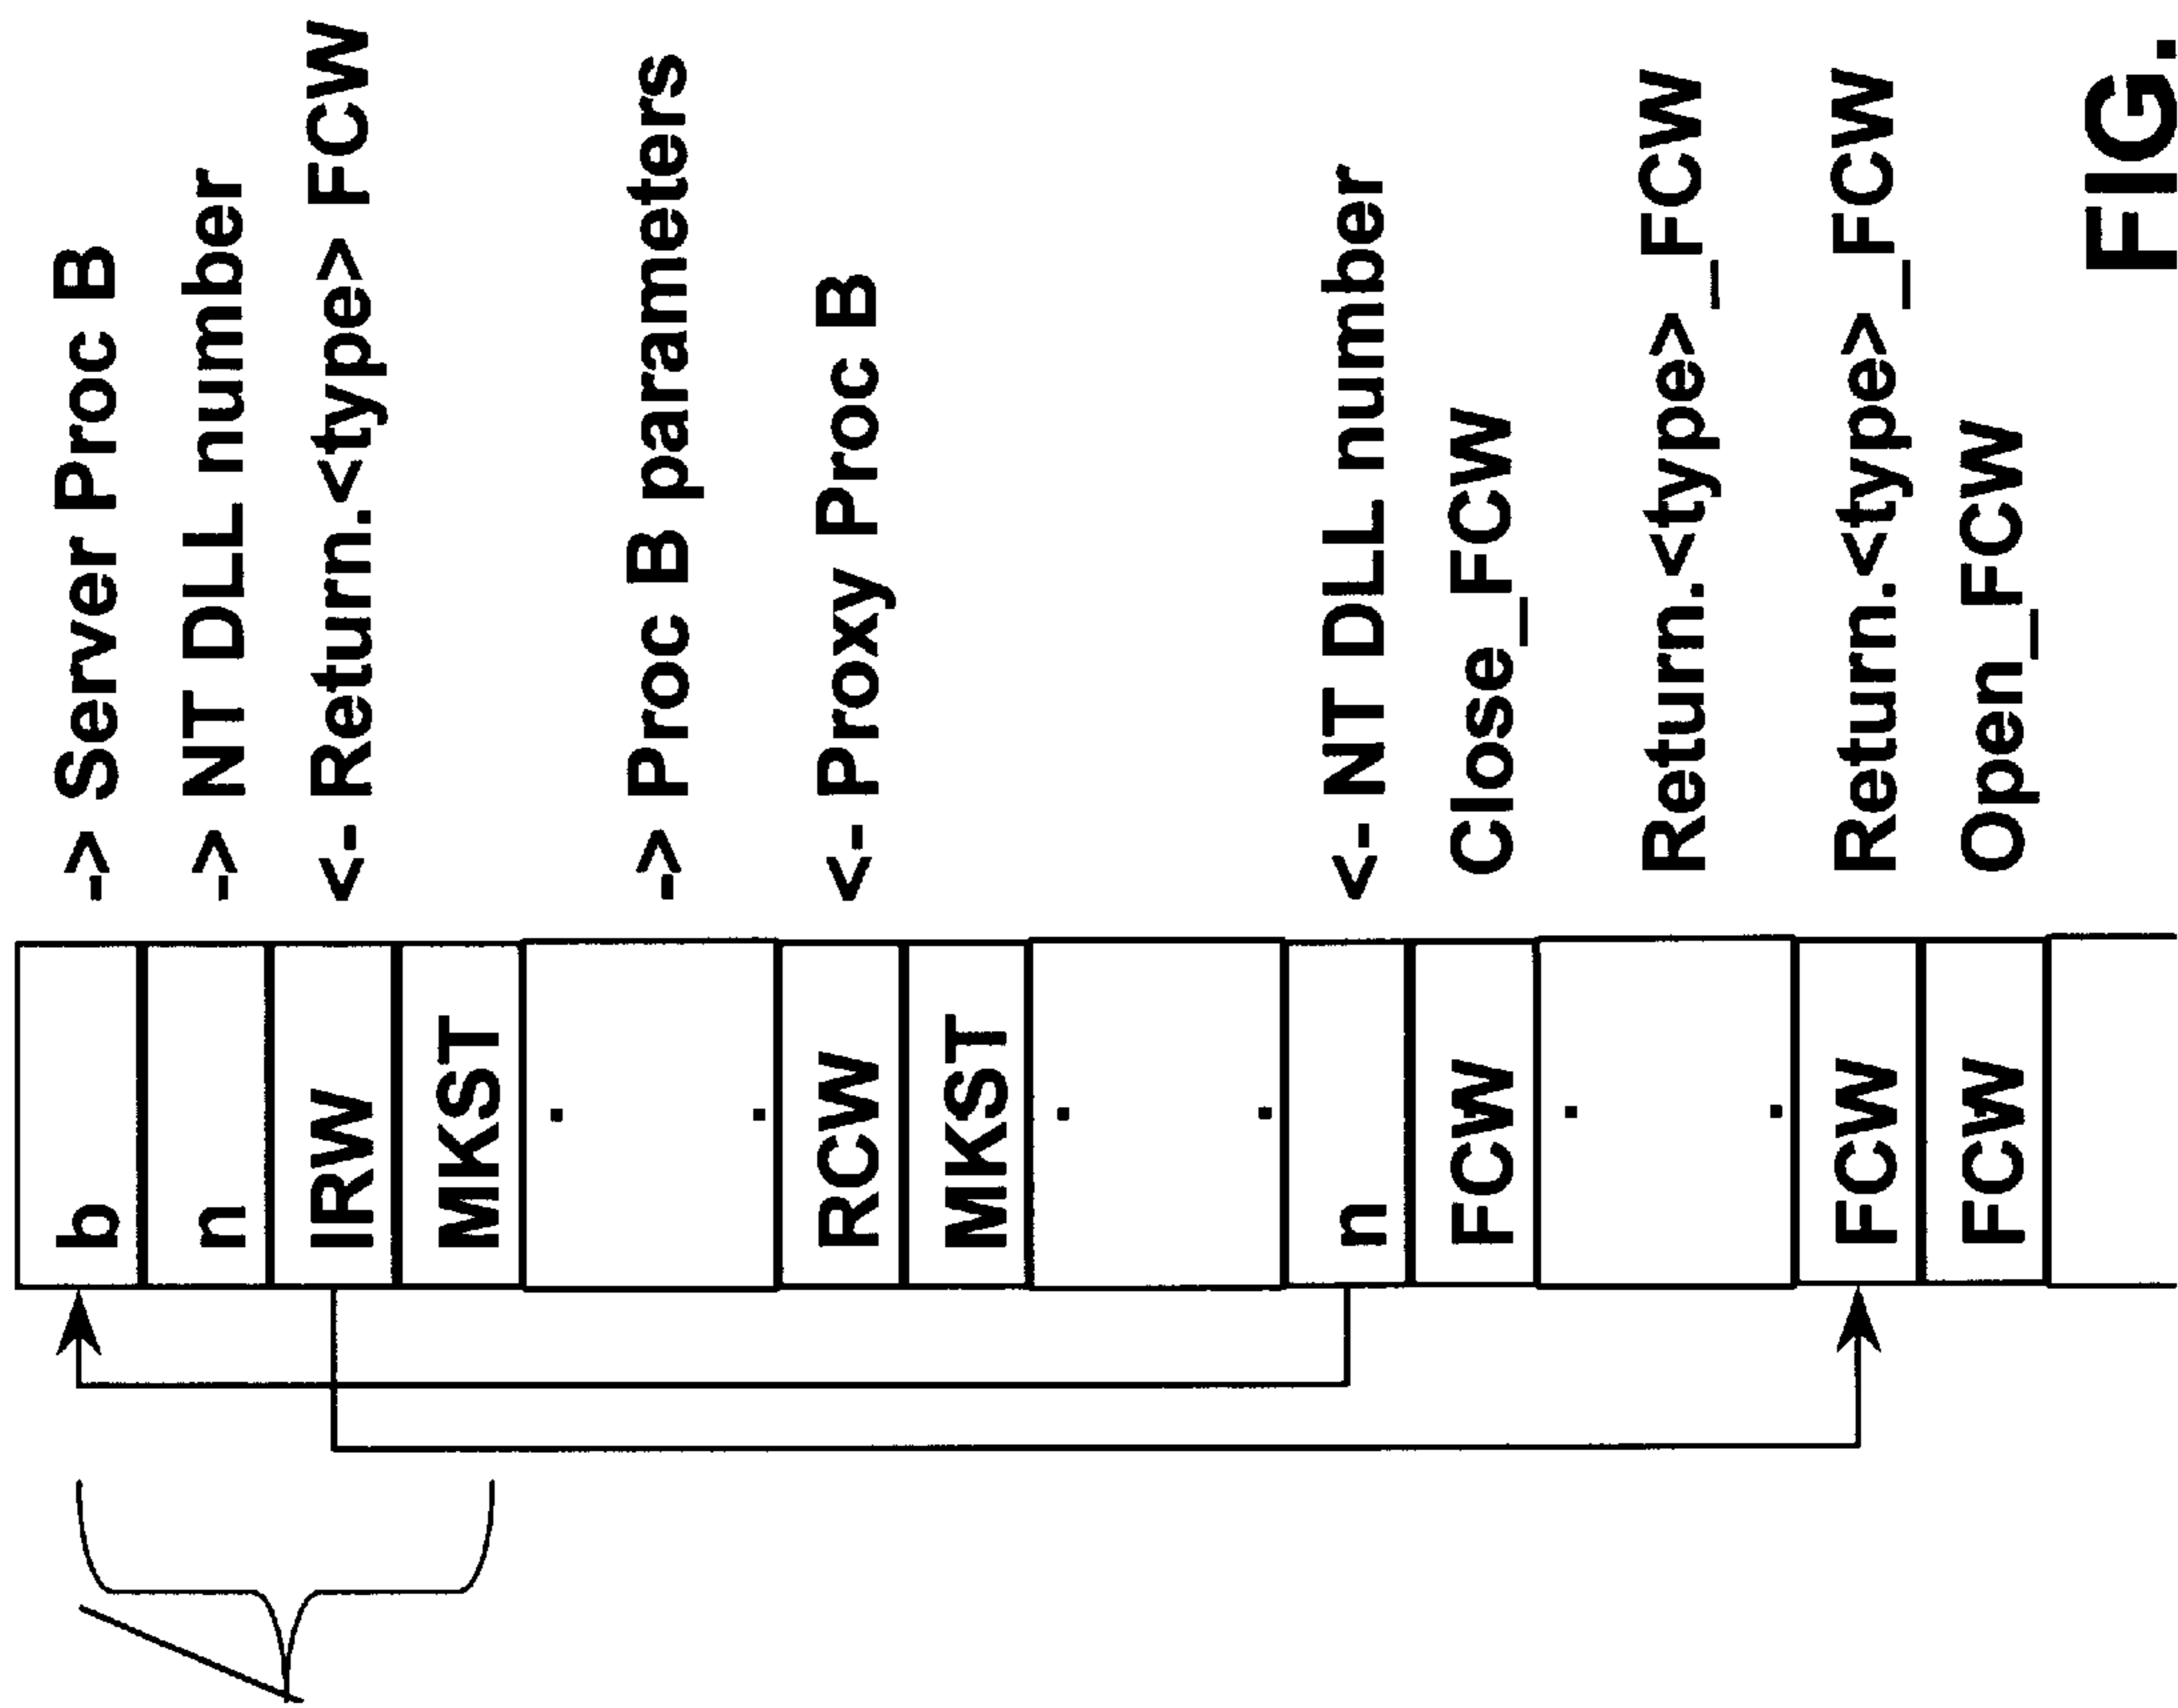 b -> Server Proc B
n -> NT DLL number
IRW <- Return.<type> FCW
MKST
.
-> Proc B parameters
.
RCW <- Proxy Proc B
MKST
.
.
n <- NT DLL number
FCW Close_FCW
.
Return.<type>_FCW
.
FCW Return.<type>_FCW
FCW Open_FCW
FIG.